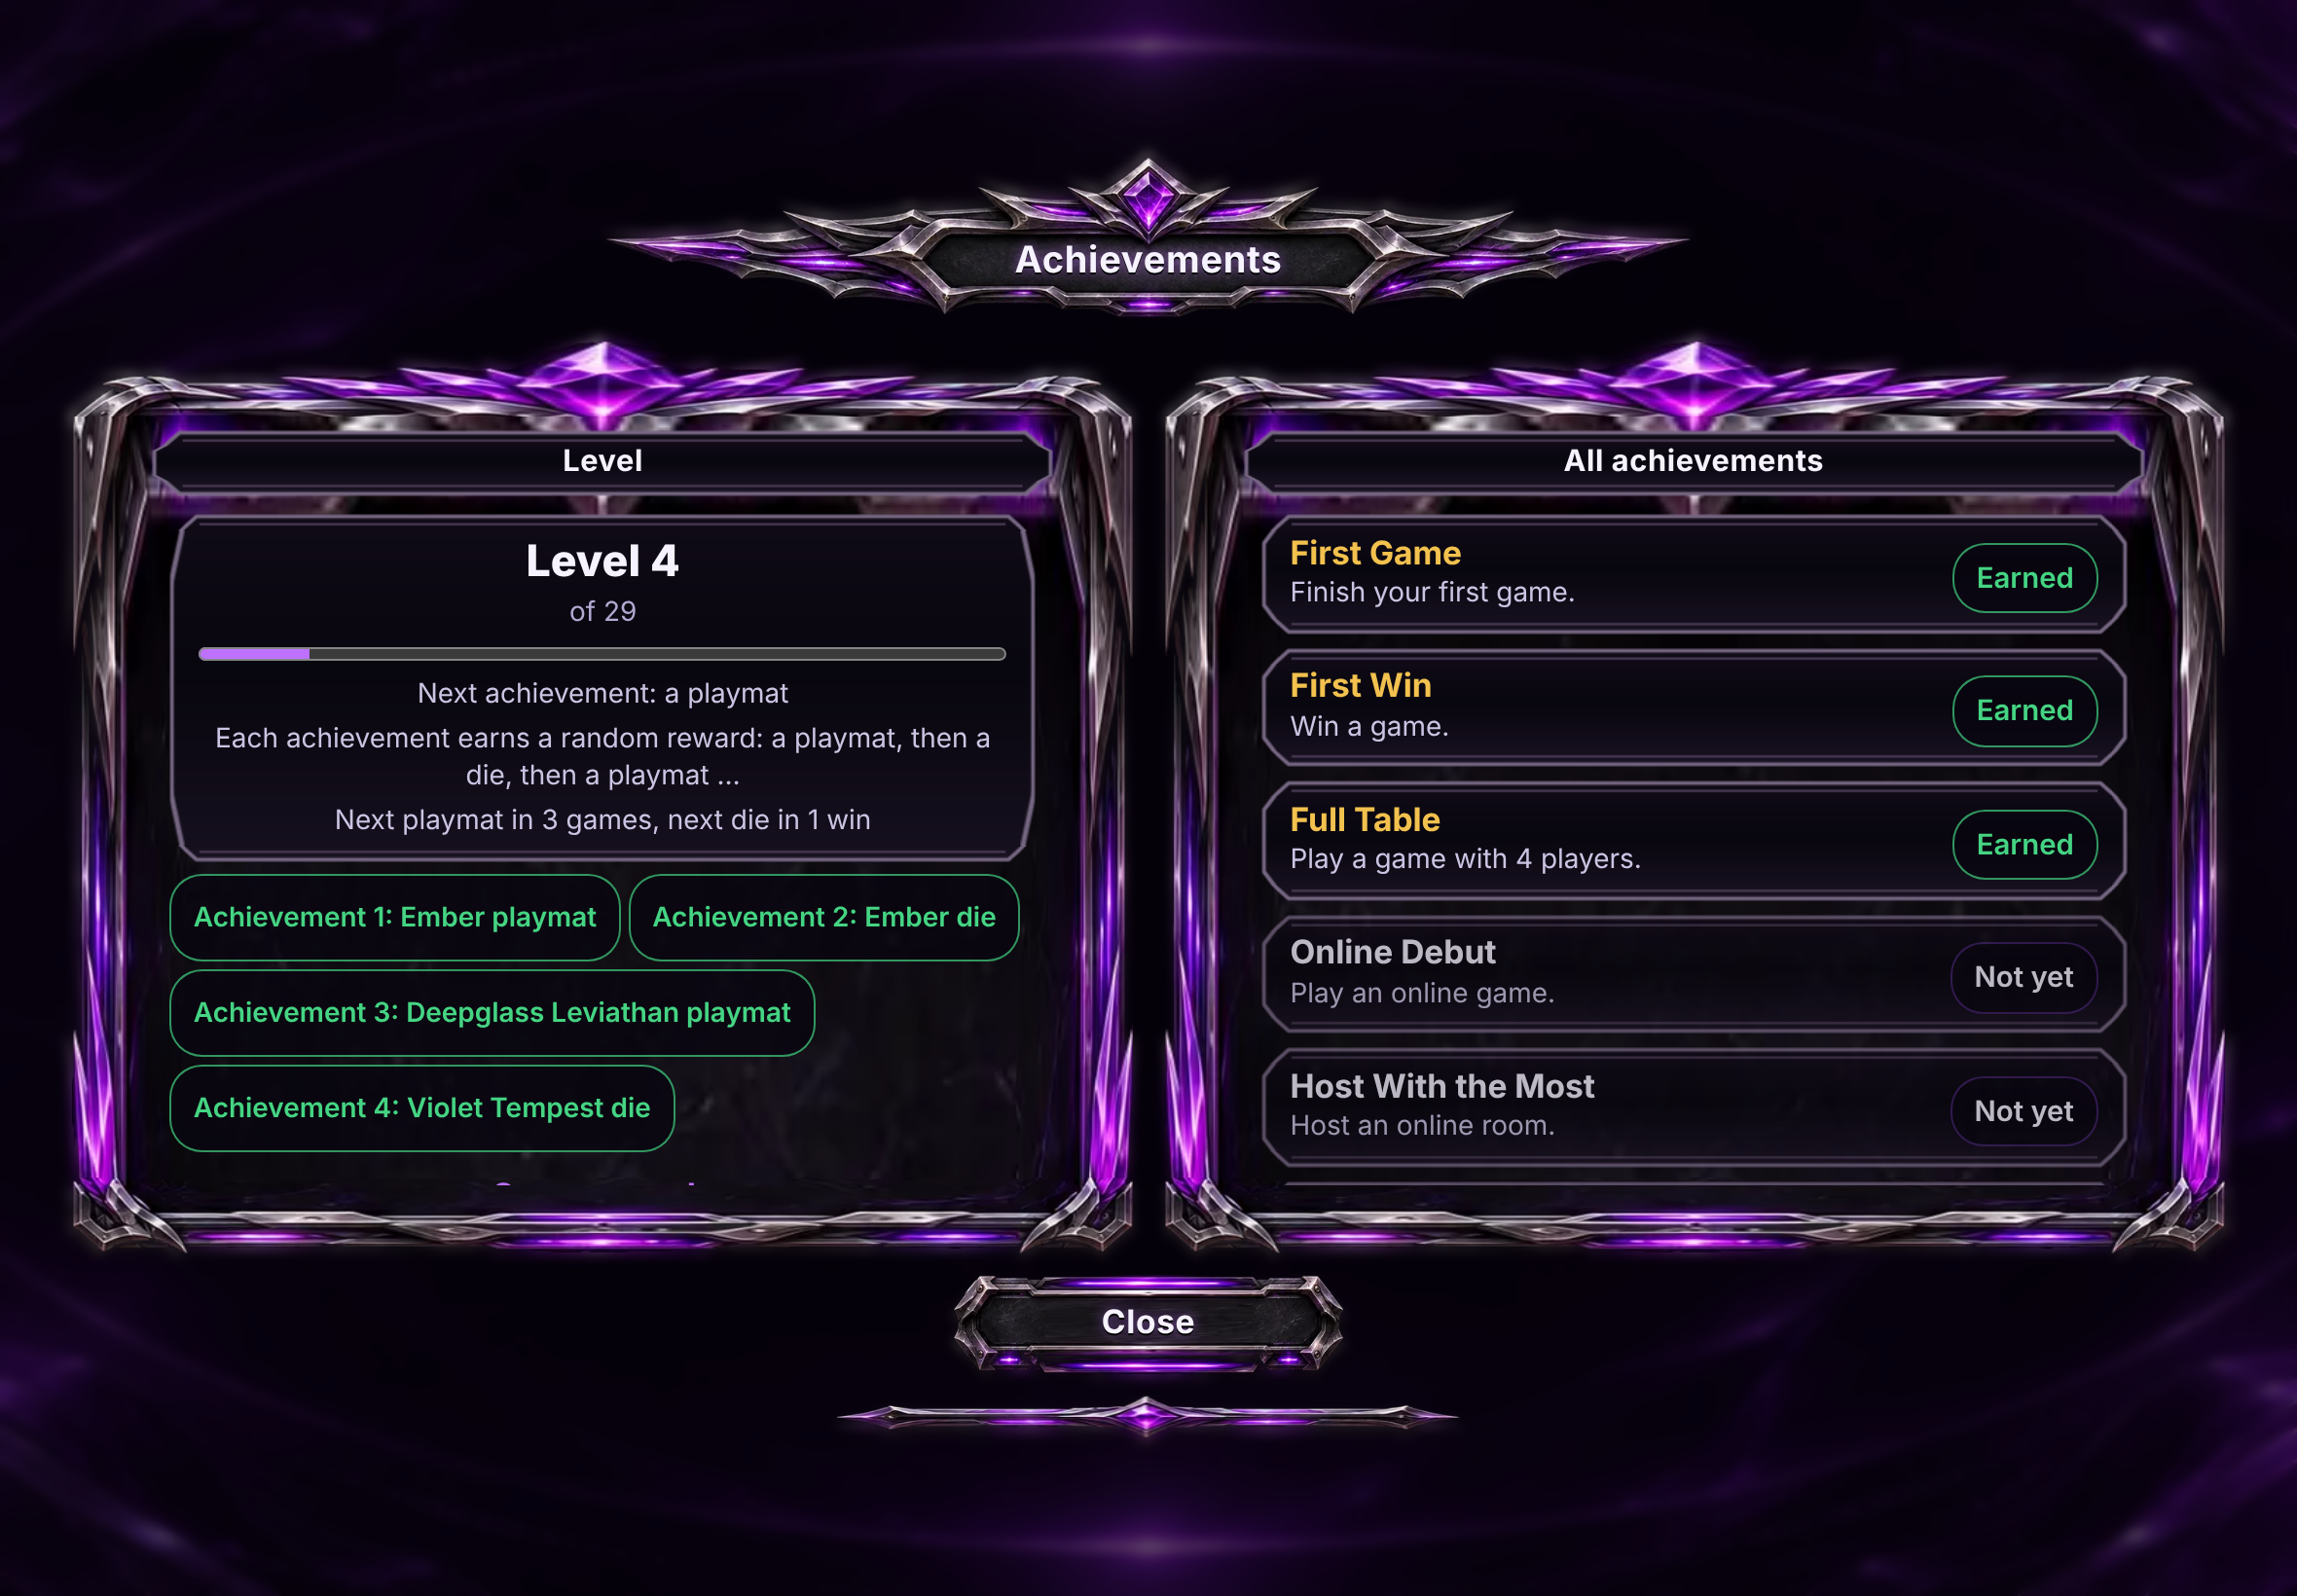 Achievements
Level
Level 4
of 29
Next achievement: a playmat
Each achievement earns a random reward: a playmat, then a
die, then a playmat ...
Next playmat in 3 games, next die in 1 win
Achievement 1: Ember playmat
Achievement 2: Ember die
Achievement 3: Deepglass Leviathan playmat
Achievement 4: Violet Tempest die
All achievements
First Game
Finish your first game.
Earned
First Win
Win a game.
Earned
Full Table
Play a game with 4 players.
Earned
Online Debut
Play an online game.
Not yet
Host With the Most
Host an online room.
Not yet
Close